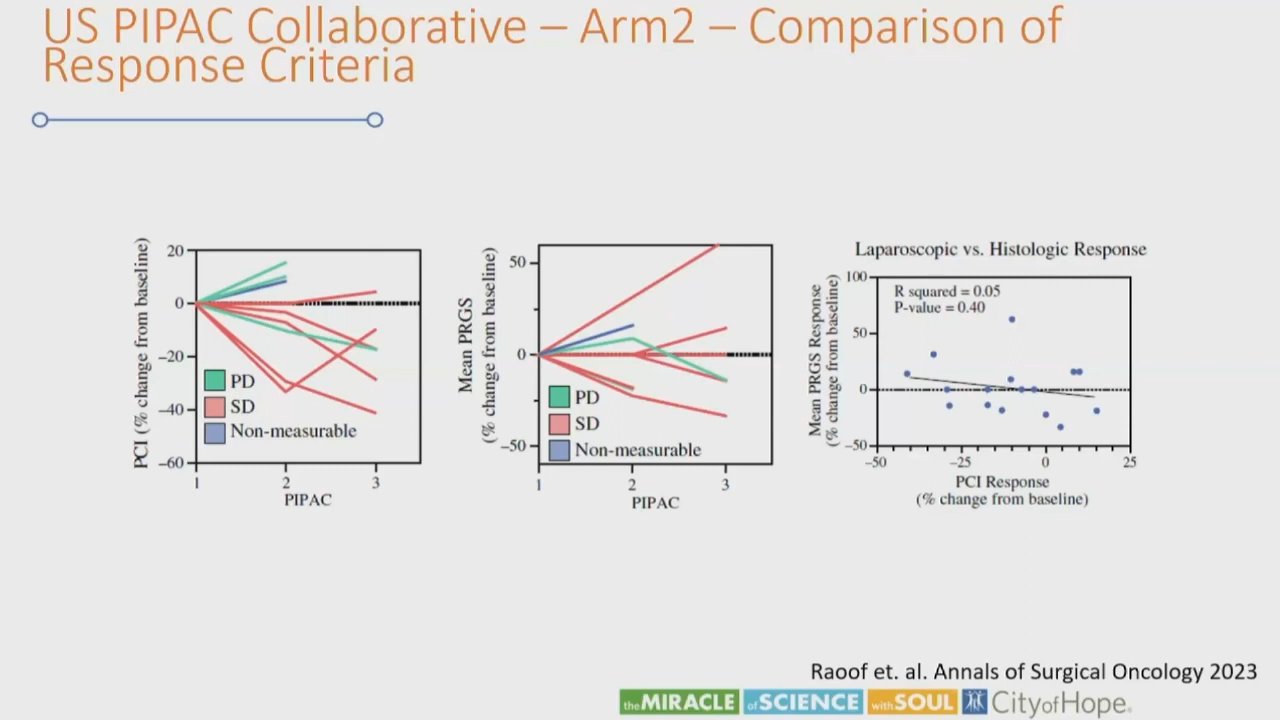 US PIPAC Collaborative – Arm2 – Comparison of
Response Criteria
PCI (% change from baseline)
20
0
−20
−40
−60
PD
SD
Non-measurable
1
2
3
PIPAC
Mean PRGS
(% change from baseline)
50
0
−50
PD
SD
Non-measurable
1
2
3
PIPAC
Laparoscopic vs. Histologic Response
Mean PRGS Response
(% change from baseline)
100
50
0
−50
R squared = 0.05
P-value = 0.40
−50
−25
0
25
PCI Response
(% change from baseline)
Raoof et. al. Annals of Surgical Oncology 2023
the MIRACLE of SCIENCE with SOUL City of Hope.